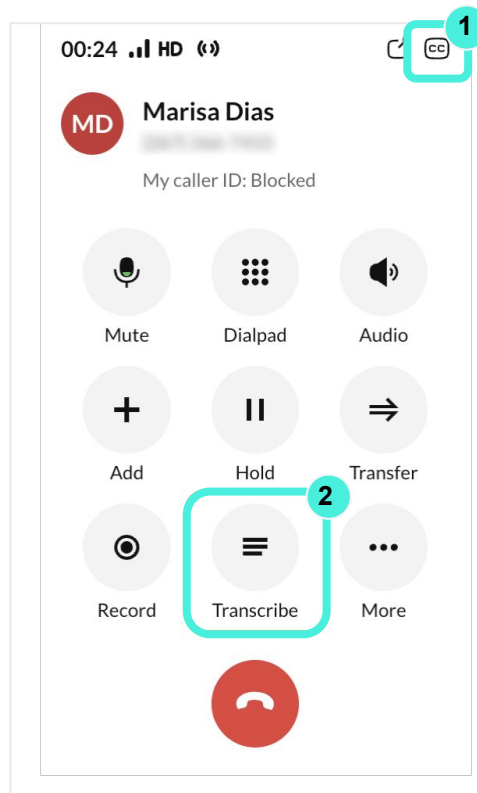 1
00:24 HD CC
MD Marisa Dias
My caller ID: Blocked
Mute Dialpad Audio
Add Hold Transfer
2
Record Transcribe More